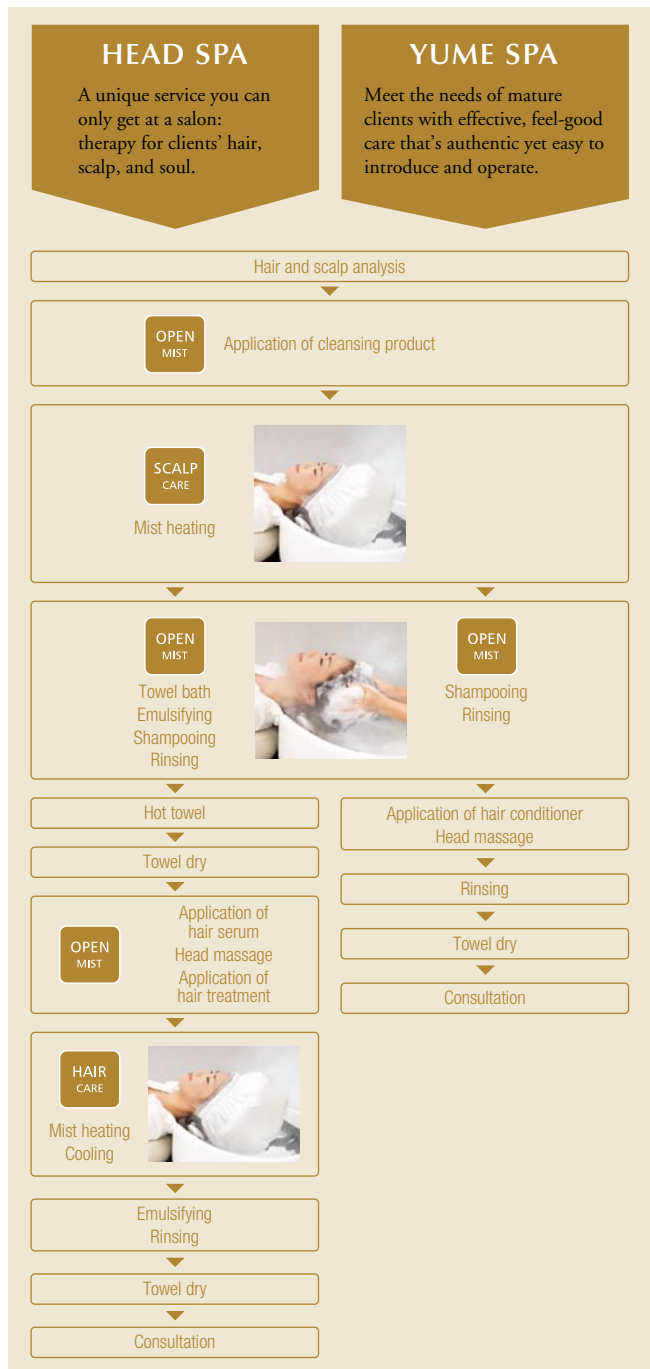 HEAD SPA
A unique service you can
only get at a salon:
therapy for clients’ hair,
scalp, and soul.
YUME SPA
Meet the needs of mature
clients with effective, feel-good
care that’s authentic yet easy to
introduce and operate.
Hair and scalp analysis
OPEN
MIST
Application of cleansing product
SCALP
CARE
Mist heating
OPEN
MIST
Towel bath
Emulsifying
Shampooing
Rinsing
OPEN
MIST
Shampooing
Rinsing
Hot towel
Towel dry
OPEN
MIST
Application of
hair serum
Head massage
Application of
hair treatment
HAIR
CARE
Mist heating
Cooling
Emulsifying
Rinsing
Towel dry
Consultation
Application of hair conditioner
Head massage
Rinsing
Towel dry
Consultation